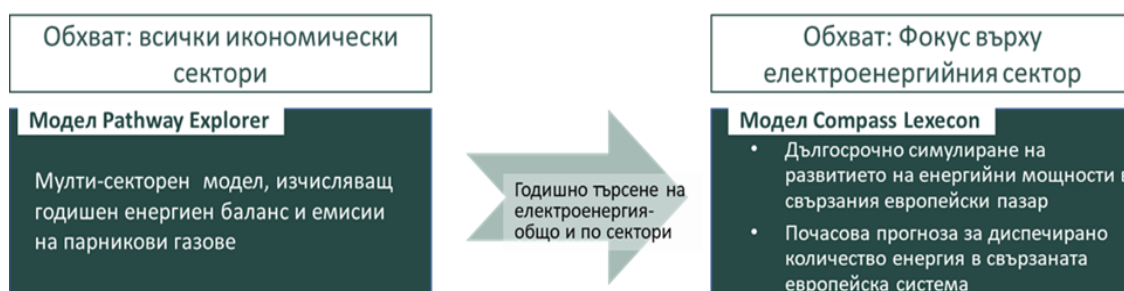 Обхват: всички икономически
сектори
Модел Pathway Explorer
Мулти-секторен модел, изчисляващ
годишен енергиен баланс и емисии
на парникови газове
Годишно търсене на
електроенергия-
общо и по сектори
Обхват: Фокус върху
електроенергийния сектор
Модел Compass Lexecon
• Дългосрочно симулиране на
развитието на енергийни мощности в
свързания европейски пазар
• Почасова прогноза за диспечирано
количество енергия в свързаната
европейска система